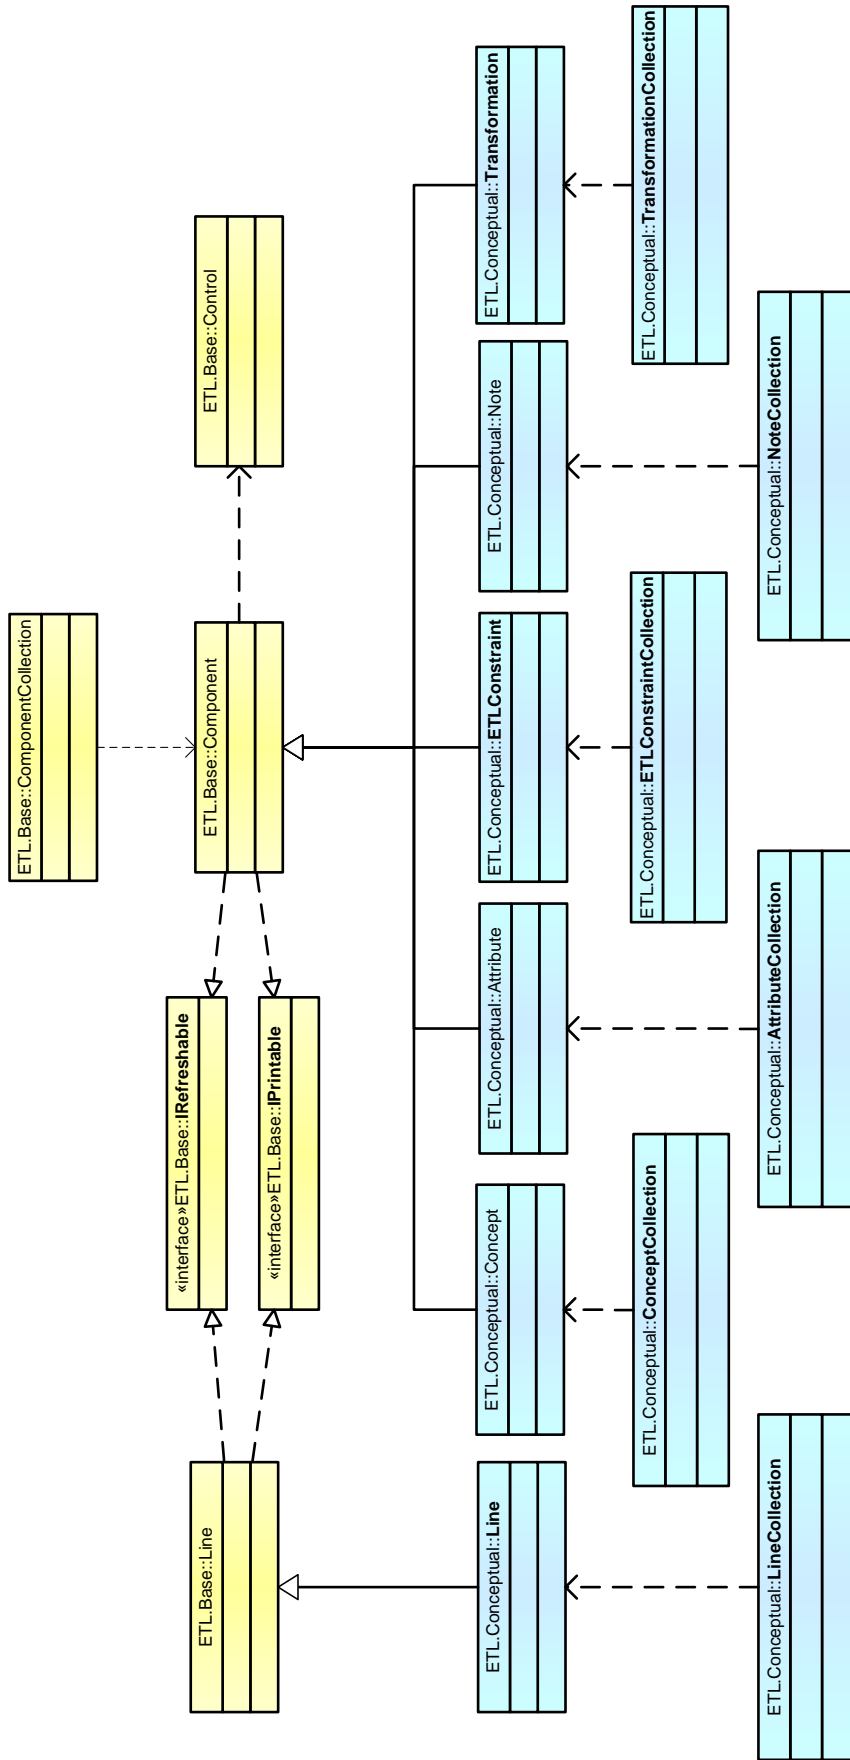 ETL.Base::ComponentCollection
ETL.Base::Line
«interface»ETL.Base::IRefreshable
«interface»ETL.Base::IPrintable
ETL.Base::Component
ETL.Base::Control
ETL.Conceptual::Line
ETL.Conceptual::Concept
ETL.Conceptual::Attribute
ETL.Conceptual::ETLConstraint
ETL.Conceptual::Note
ETL.Conceptual::Transformation
ETL.Conceptual::LineCollection
ETL.Conceptual::ConceptCollection
ETL.Conceptual::AttributeCollection
ETL.Conceptual::ETLConstraintCollection
ETL.Conceptual::NoteCollection
ETL.Conceptual::TransformationCollection